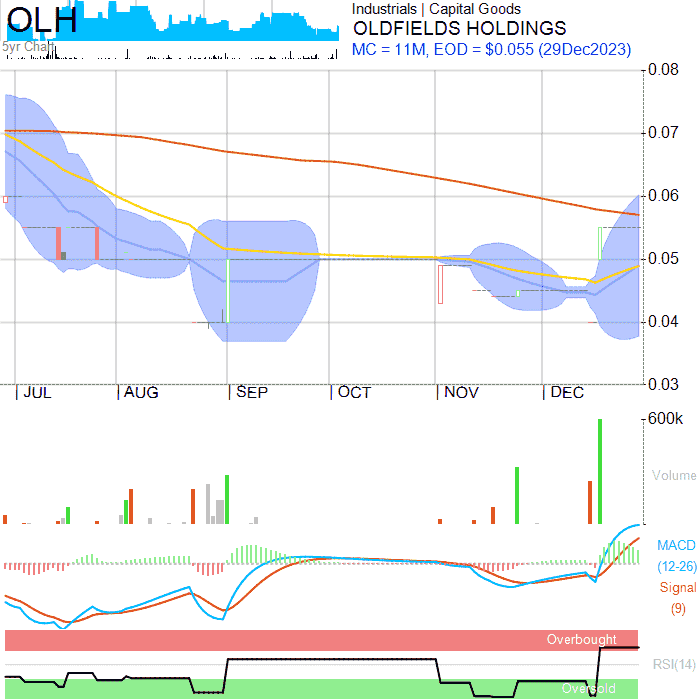 OLH
5yr Chart
Industrials | Capital Goods
OLDFIELDS HOLDINGS
MC = 11M, EOD = $0.055 (29Dec2023)
0.08
0.07
0.06
0.05
0.04
0.03
JUL AUG SEP OCT NOV DEC
600k
Volume
MACD
(12-26)
Signal
(9)
Overbought
RSI(14)
Oversold